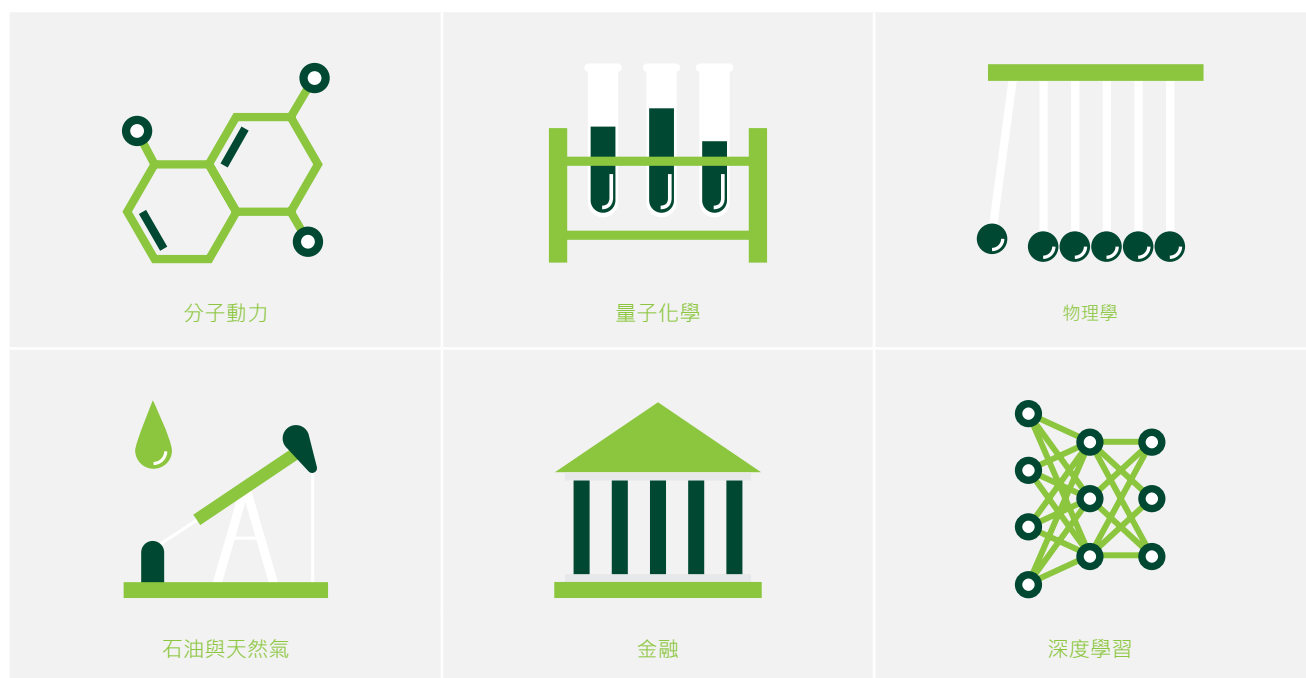 分子動力
量子化學
物理學
石油與天然氣
金融
深度學習